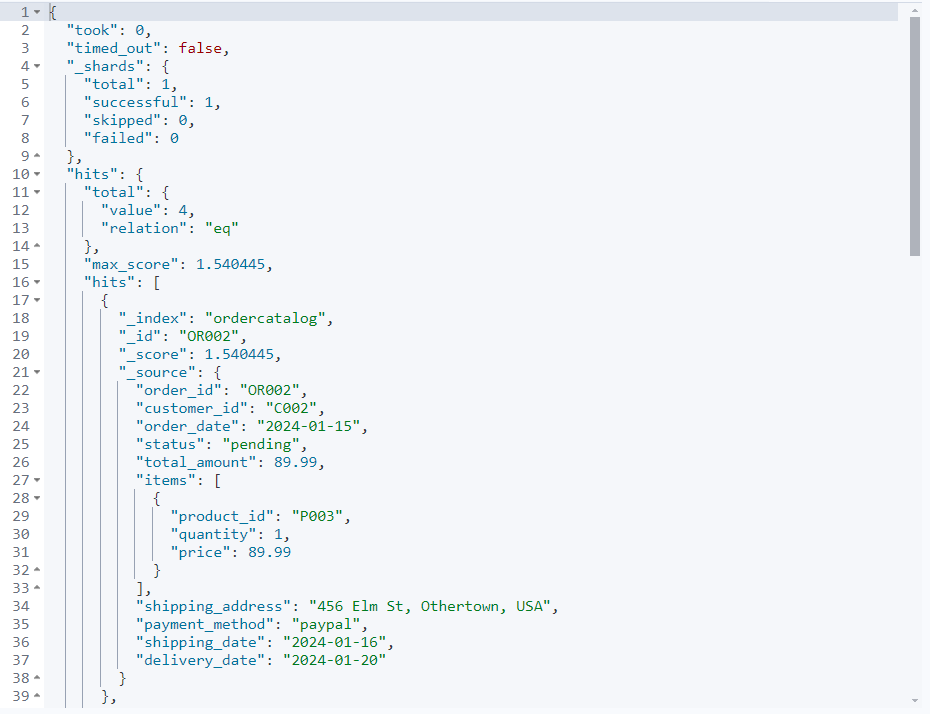 1 {
2 "took": 0,
3 "timed_out": false,
4 "_shards": {
5 "total": 1,
6 "successful": 1,
7 "skipped": 0,
8 "failed": 0
9 },
10 "hits": {
11 "total": {
12 "value": 4,
13 "relation": "eq"
14 },
15 "max_score": 1.540445,
16 "hits": [
17 {
18 "_index": "ordercatalog",
19 "_id": "OR002",
20 "_score": 1.540445,
21 "_source": {
22 "order_id": "OR002",
23 "customer_id": "C002",
24 "order_date": "2024-01-15",
25 "status": "pending",
26 "total_amount": 89.99,
27 "items": [
28 {
29 "product_id": "P003",
30 "quantity": 1,
31 "price": 89.99
32 }
33 ],
34 "shipping_address": "456 Elm St, Othertown, USA",
35 "payment_method": "paypal",
36 "shipping_date": "2024-01-16",
37 "delivery_date": "2024-01-20"
38 }
39 },